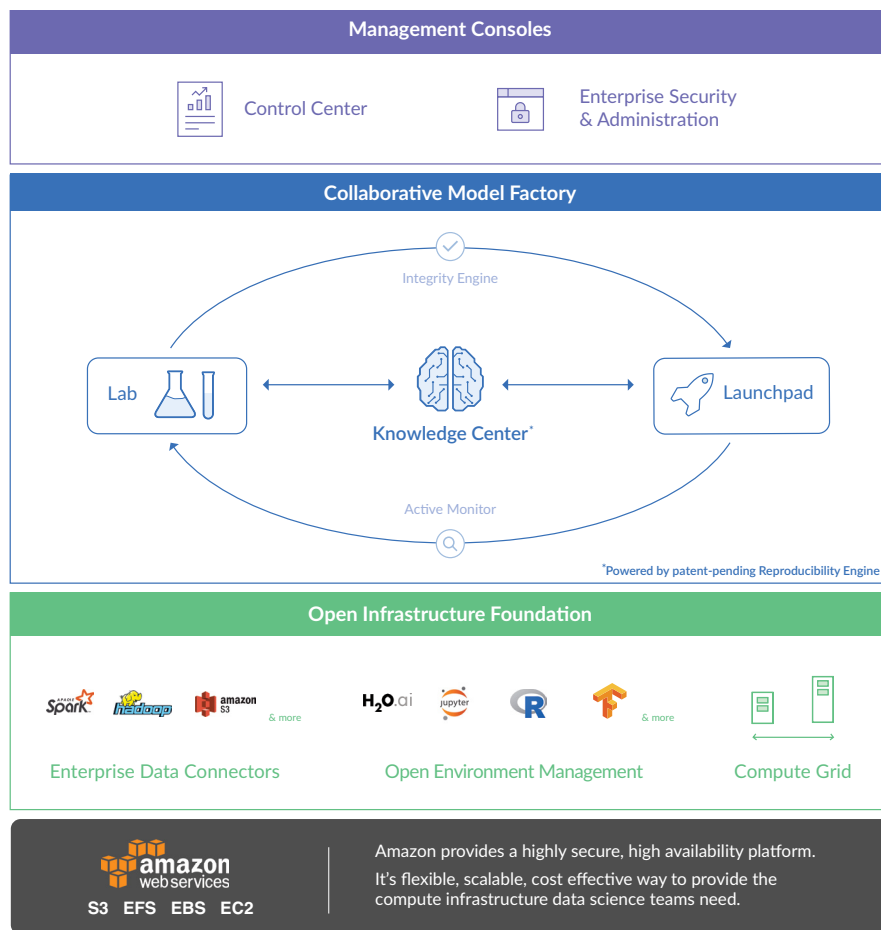 Management Consoles
Control Center
Enterprise Security
& Administration
Collaborative Model Factory
Integrity Engine
Lab
Launchpad
Knowledge Center*
Active Monitor
*Powered by patent-pending Reproducibility Engine
Open Infrastructure Foundation
APACHE
Spark
hadoop
amazon
S3
& more
H2O.ai
jupyter
R
& more
Enterprise Data Connectors
Open Environment Management
Compute Grid
amazon
webservices
S3 EFS EBS EC2
Amazon provides a highly secure, high availability platform.
It's flexible, scalable, cost effective way to provide the
compute infrastructure data science teams need.